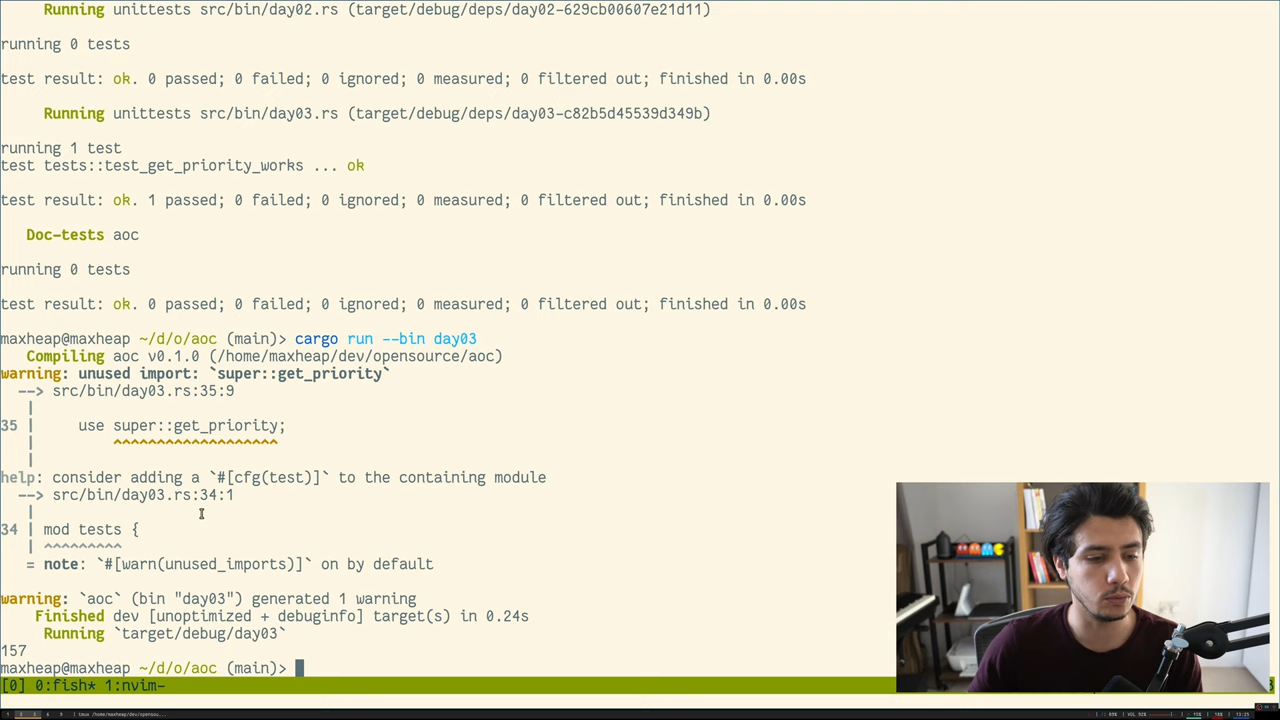 Running unittests src/bin/day02.rs (target/debug/deps/day02-629cb00607e21d11)
running 0 tests
test result: ok. 0 passed; 0 failed; 0 ignored; 0 measured; 0 filtered out; finished in 0.00s
Running unittests src/bin/day03.rs (target/debug/deps/day03-c82b5d45539d349b)
running 1 test
test tests::test_get_priority_works ... ok
test result: ok. 1 passed; 0 failed; 0 ignored; 0 measured; 0 filtered out; finished in 0.00s
Doc-tests aoc
running 0 tests
test result: ok. 0 passed; 0 failed; 0 ignored; 0 measured; 0 filtered out; finished in 0.00s
maxheap@maxheap ~/d/o/aoc (main)> cargo run --bin day03
Compiling aoc v0.1.0 (/home/maxheap/dev/opensource/aoc)
warning: unused import: `super::get_priority`
--> src/bin/day03.rs:35:9
|
35 |     use super::get_priority;
|         ^^^^^^^^^^^^^^^^^^^
|
help: consider adding a `#[cfg(test)]` to the containing module
--> src/bin/day03.rs:34:1
|
34 | mod tests {
| ^^^^^^^^^
= note: `#[warn(unused_imports)]` on by default
warning: `aoc` (bin "day03") generated 1 warning
Finished dev [unoptimized + debuginfo] target(s) in 0.24s
Running `target/debug/day03`
157
maxheap@maxheap ~/d/o/aoc (main)>
[0] 0:fish* 1:nvim-